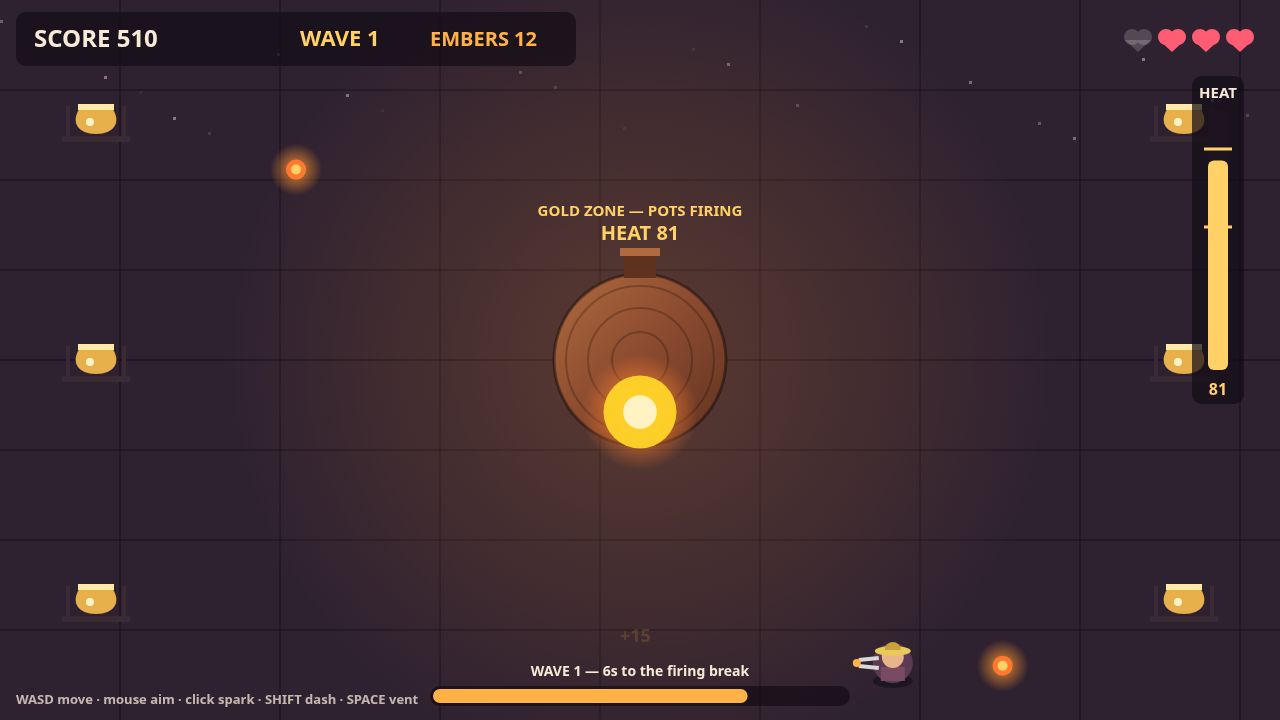 SCORE 510
WAVE 1
EMBERS 12
HEAT
81
GOLD ZONE — POTS FIRING
HEAT 81
+15
WAVE 1 — 6s to the firing break
WASD move · mouse aim · click spark · SHIFT dash · SPACE vent